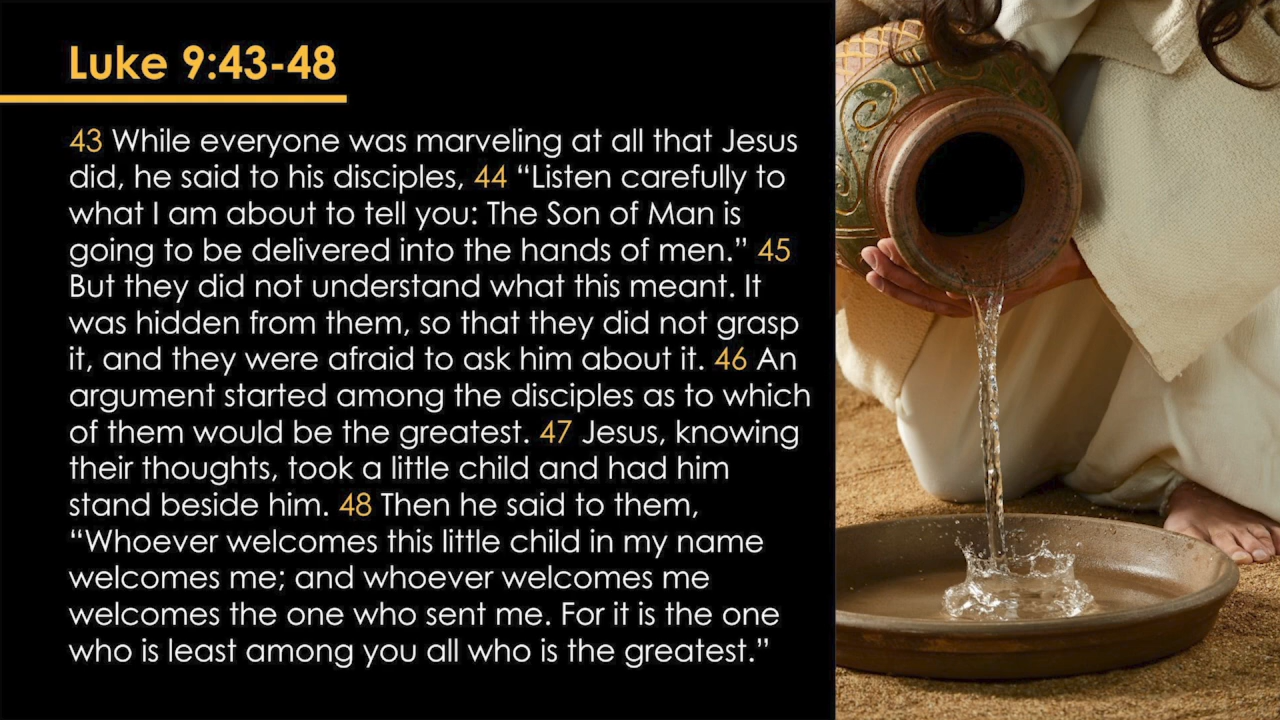 Luke 9:43-48
43 While everyone was marveling at all that Jesus
did, he said to his disciples, 44 “Listen carefully to
what I am about to tell you: The Son of Man is
going to be delivered into the hands of men.” 45
But they did not understand what this meant. It
was hidden from them, so that they did not grasp
it, and they were afraid to ask him about it. 46 An
argument started among the disciples as to which
of them would be the greatest. 47 Jesus, knowing
their thoughts, took a little child and had him
stand beside him. 48 Then he said to them,
“Whoever welcomes this little child in my name
welcomes me; and whoever welcomes me
welcomes the one who sent me. For it is the one
who is least among you all who is the greatest.”